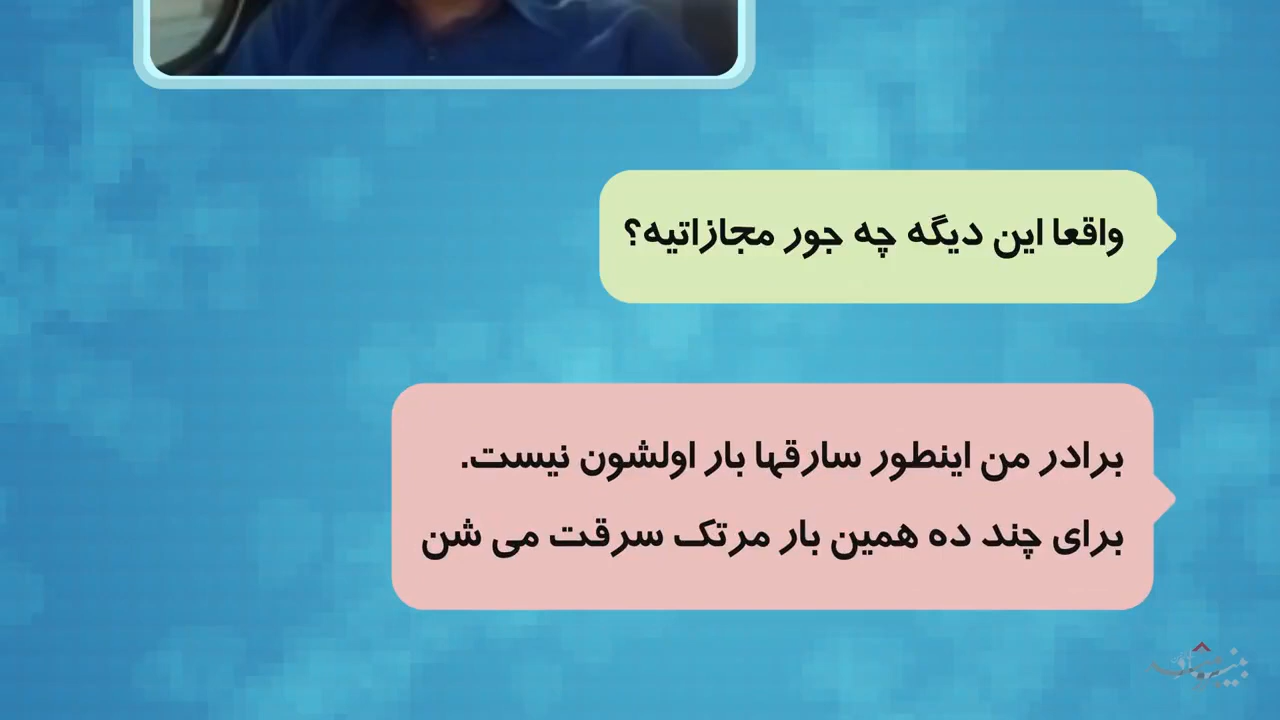 واقعا این دیگه چه جور مجازاتیه؟
برادر من اینطور سارقها بار اولشون نیست.
برای چند ده همین بار مرتک سرقت می شن